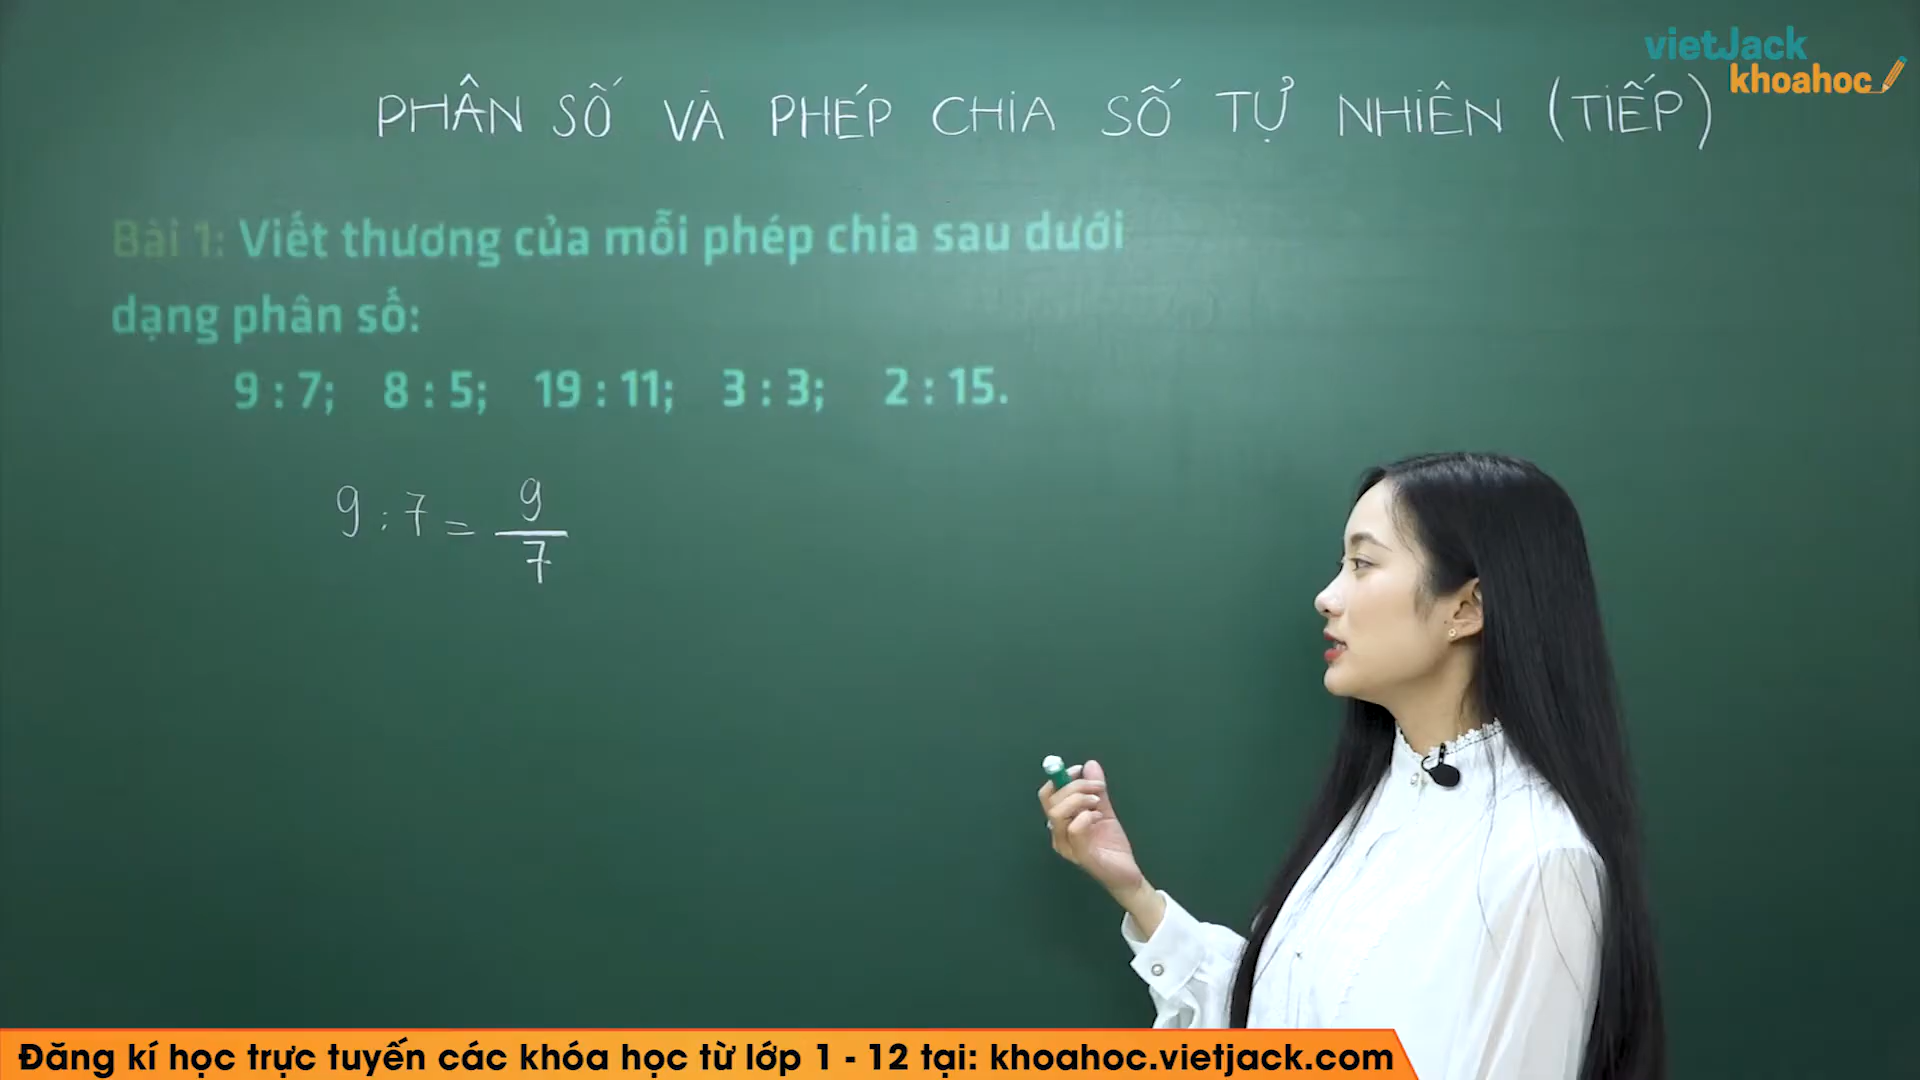 vietJack
khoahoc
PHÂN SỐ VÀ PHÉP CHIA SỐ TỰ NHIÊN (TIẾP)
Bài 1: Viết thương của mỗi phép chia sau dưới
dạng phân số:
9 : 7; 8 : 5; 19 : 11; 3 : 3; 2 : 15.
9 : 7 = 9/7
Đăng kí học trực tuyến các khóa học từ lớp 1 - 12 tại: khoahoc.vietjack.com